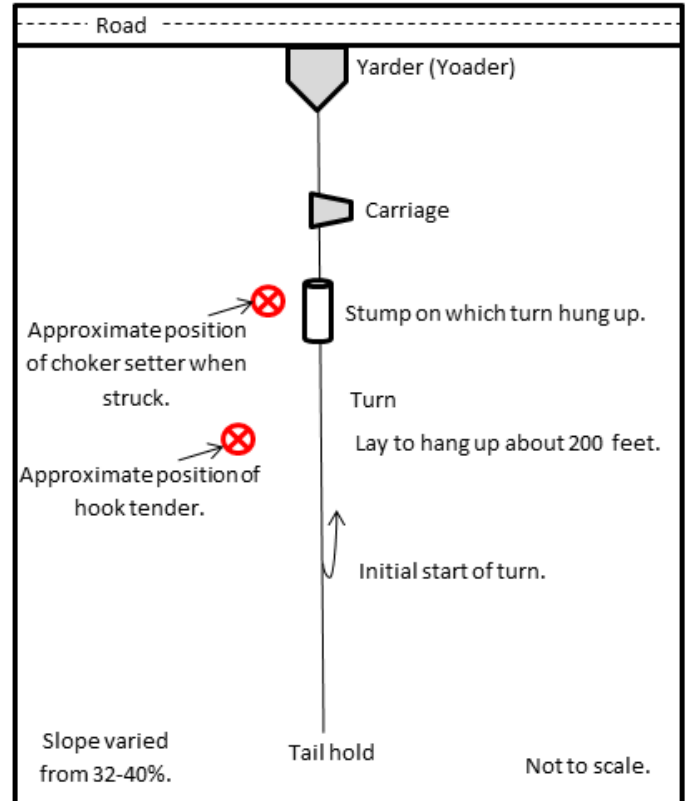 Road
Yarder (Yoader)
Carriage
Stump on which turn hung up.
Approximate position
of choker setter when
struck.
Turn
Lay to hang up about 200 feet.
Approximate position of
hook tender.
Initial start of turn.
Slope varied
from 32-40%.
Tail hold
Not to scale.